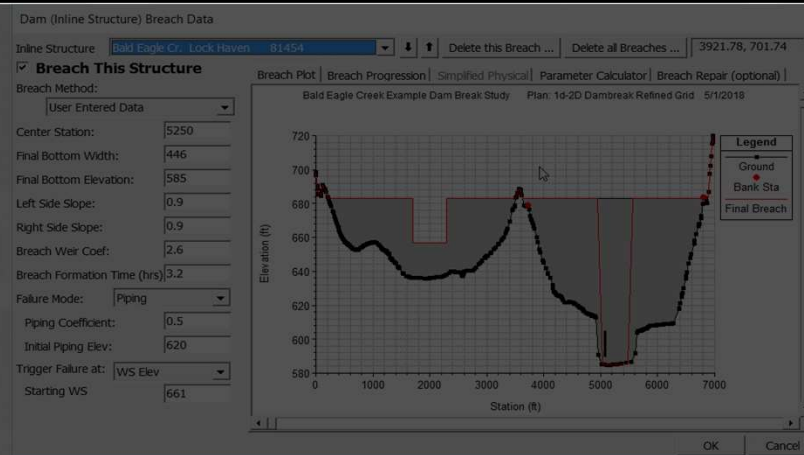 Dam (Inline Structure) Breach Data
Inline Structure Bald Eagle Cr. Lock Haven 81454 Delete this Breach ... Delete all Breaches ... 3921.78, 701.74
Breach This Structure
Breach Method:
User Entered Data
Center Station: 5250
Final Bottom Width: 446
Final Bottom Elevation: 585
Left Side Slope: 0.9
Right Side Slope: 0.9
Breach Weir Coef: 2.6
Breach Formation Time (hrs) 3.2
Failure Mode: Piping
Piping Coefficient: 0.5
Initial Piping Elev: 620
Trigger Failure at: WS Elev
Starting WS 661
Breach Plot Breach Progression Simplified Physical Parameter Calculator Breach Repair (optional)
Bald Eagle Creek Example Dam Break Study Plan: 1d-2D Dambreak Refined Grid 5/1/2018
Elevation (ft)
720
700
680
660
640
620
600
580
0 1000 2000 3000 4000 5000 6000 7000
Station (ft)
Legend
Ground
Bank Sta
Final Breach
OK Cancel